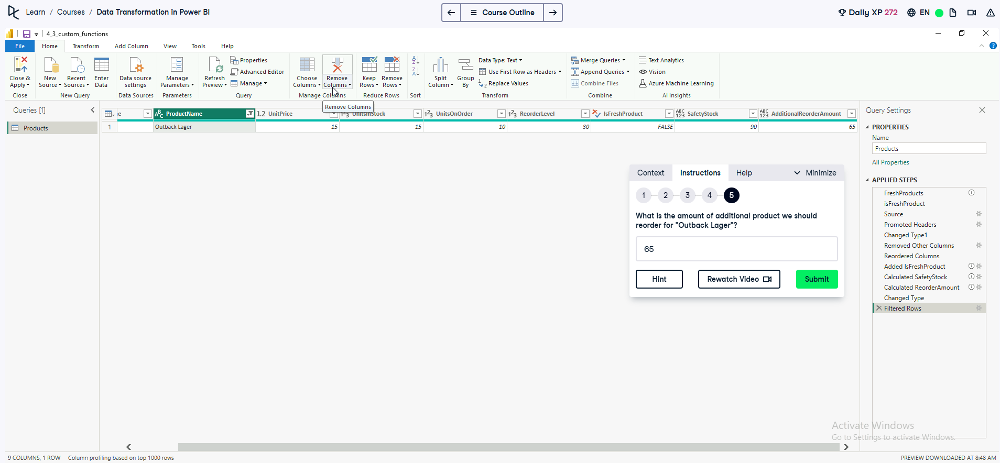 Learn / Courses / Data Transformation in Power BI
Course Outline
Daily XP 272
EN
4_3_custom_functions
File Home Transform Add Column View Tools Help
Close & Apply
Close
New Source
Recent Sources
Enter Data
New Query
Data source settings
Data Sources
Manage Parameters
Parameters
Refresh Preview
Properties
Advanced Editor
Manage
Query
Choose Columns
Remove Columns
Manage Columns
Keep Rows
Remove Rows
Reduce Rows
Sort
Split Column
Group By
Data Type: Text
Use First Row as Headers
Replace Values
Transform
Merge Queries
Append Queries
Combine Files
Combine
Text Analytics
Vision
Azure Machine Learning
AI Insights
Remove Columns
Queries [1]
Products
e ABC ProductName 1.2 UnitPrice 123 UnitsInStock 123 UnitsOnOrder 123 ReorderLevel IsFreshProduct ABC 123 SafetyStock ABC 123 AdditionalReorderAmount
1 Outback Lager 15 15 10 30 FALSE 90 65
Context Instructions Help Minimize
1 2 3 4 5
What is the amount of additional product we should
reorder for "Outback Lager"?
65
Hint Rewatch Video Submit
Query Settings
PROPERTIES
Name
Products
All Properties
APPLIED STEPS
FreshProducts
isFreshProduct
Source
Promoted Headers
Changed Type1
Removed Other Columns
Reordered Columns
Added IsFreshProduct
Calculated SafetyStock
Calculated ReorderAmount
Changed Type
Filtered Rows
Activate Windows
Go to Settings to activate Windows.
9 COLUMNS, 1 ROW Column profiling based on top 1000 rows
PREVIEW DOWNLOADED AT 8:48 AM